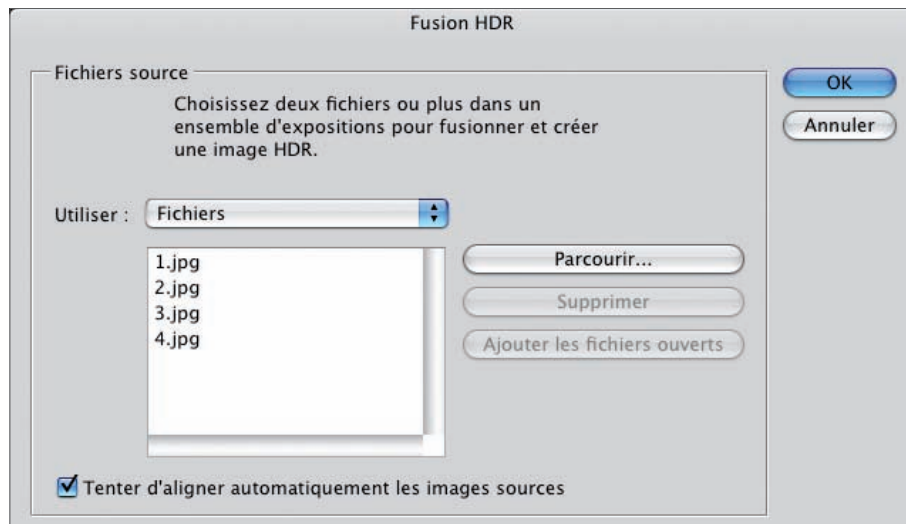 Fusion HDR
Fichiers source
Choisissez deux fichiers ou plus dans un
ensemble d'expositions pour fusionner et créer
une image HDR.
OK
Annuler
Utiliser : Fichiers
1.jpg
2.jpg
3.jpg
4.jpg
Parcourir...
Supprimer
Ajouter les fichiers ouverts
Tenter d'aligner automatiquement les images sources